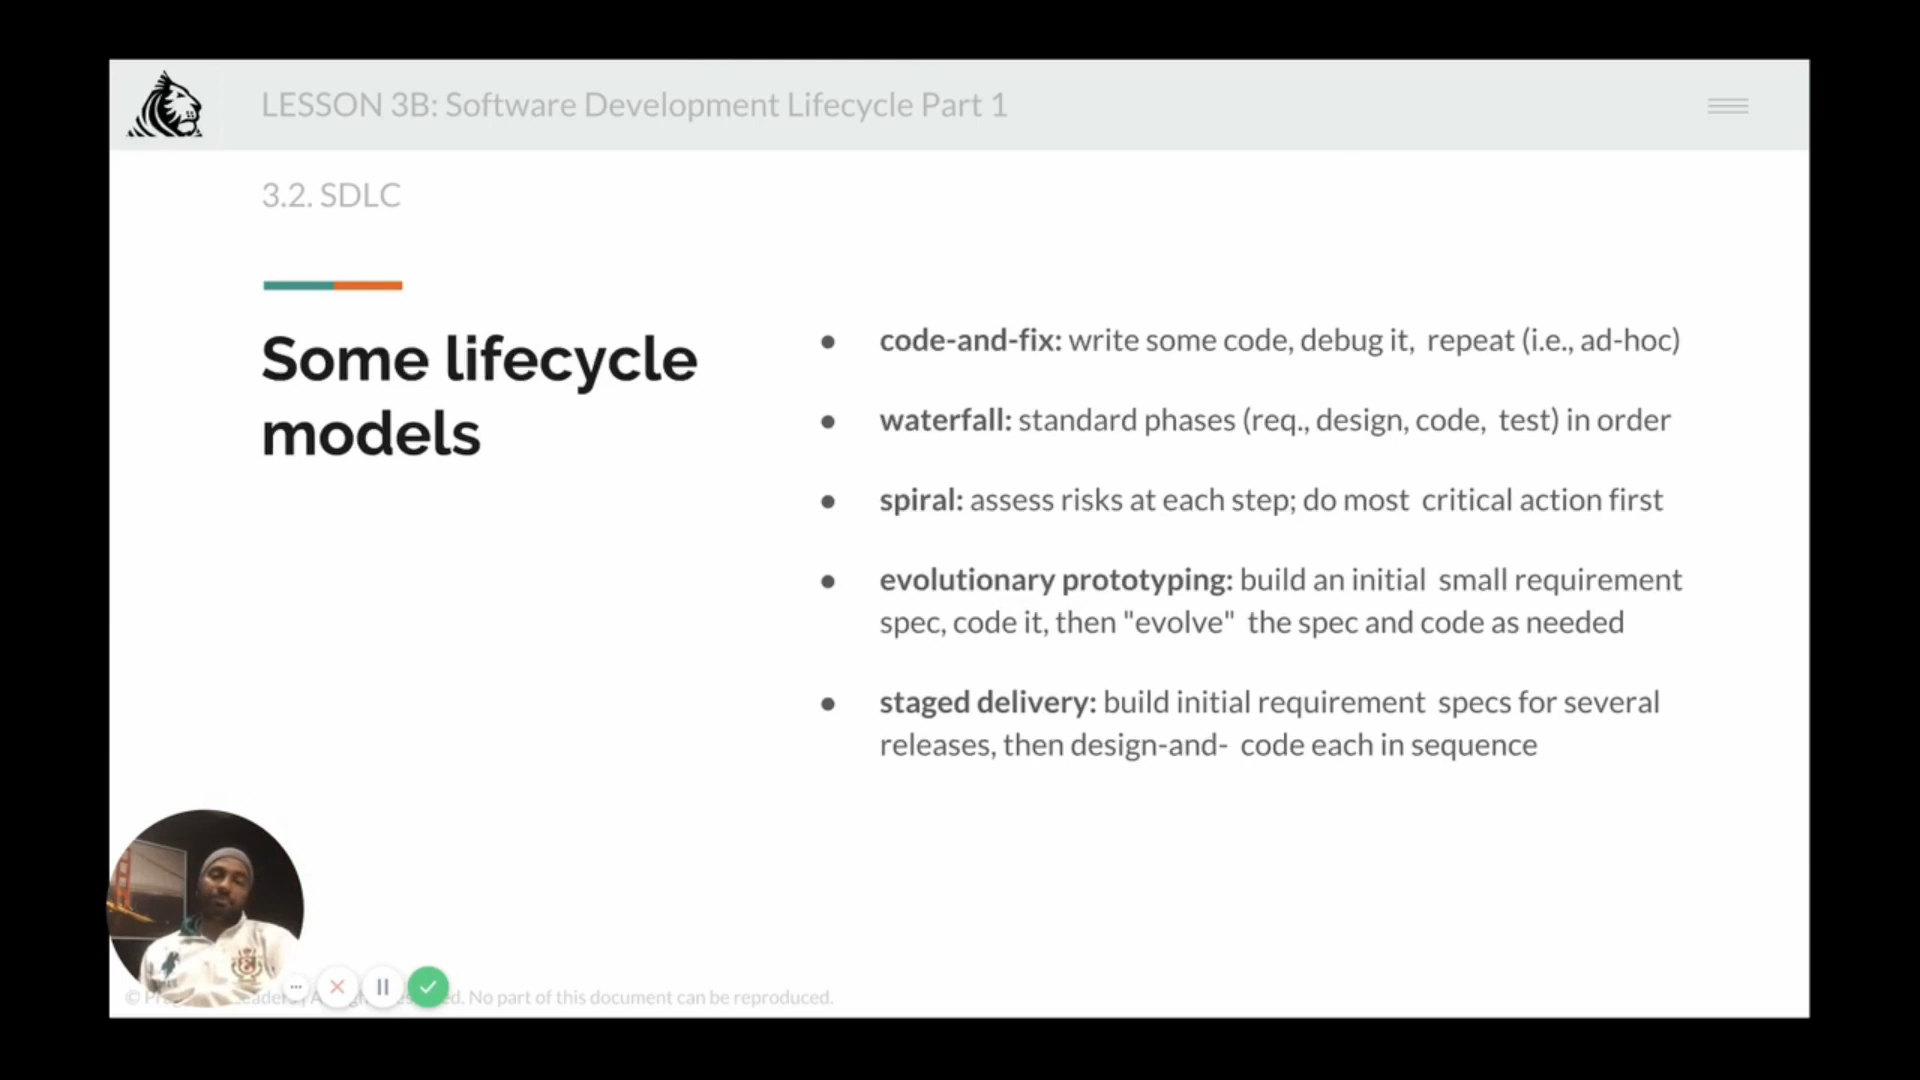 LESSON 3B: Software Development Lifecycle Part 1
3.2. SDLC
Some lifecycle
models
● code-and-fix: write some code, debug it, repeat (i.e., ad-hoc)
● waterfall: standard phases (req., design, code, test) in order
● spiral: assess risks at each step; do most critical action first
● evolutionary prototyping: build an initial small requirement
spec, code it, then "evolve" the spec and code as needed
● staged delivery: build initial requirement specs for several
releases, then design-and- code each in sequence
© No part of this document can be reproduced.